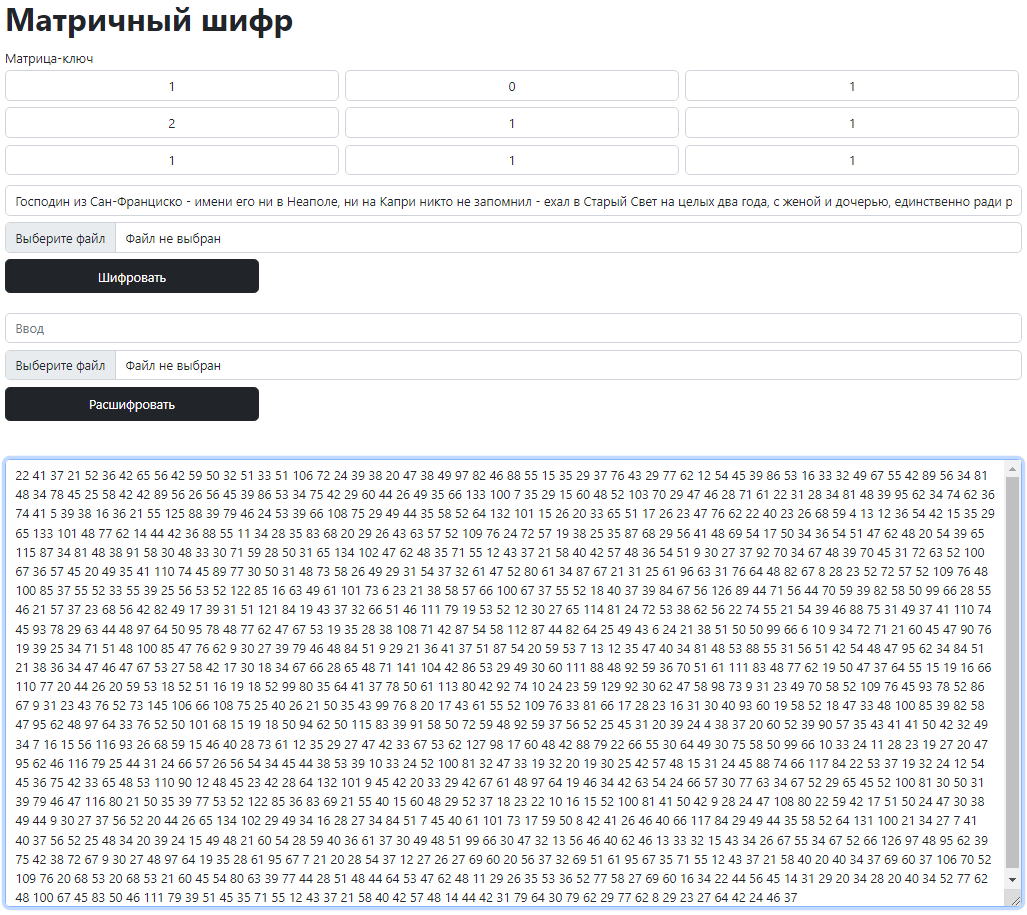 Матричный шифр
Матрица-ключ
1 0 1
2 1 1
1 1 1
Господин из Сан-Франциско - имени его ни в Неаполе, ни на Капри никто не запомнил - ехал в Старый Свет на целых два года, с женой и дочерью, единственно ради р
Выберите файл Файл не выбран
Шифровать
Ввод
Выберите файл Файл не выбран
Расшифровать
22 41 37 21 52 36 42 65 56 42 59 50 32 51 33 51 106 72 24 39 38 20 47 38 49 97 82 46 88 55 15 35 29 37 76 43 29 77 62 12 54 45 39 86 53 16 33 32 49 67 55 42 89 56 34 81
48 34 78 45 25 58 42 42 89 56 26 56 45 39 86 53 34 75 42 29 60 44 26 49 35 66 133 100 7 35 29 15 60 48 52 103 70 29 47 46 28 71 61 22 31 28 34 81 48 39 95 62 34 74 62 36
74 41 5 39 38 16 36 21 55 125 88 39 79 46 24 53 39 66 108 75 29 49 44 35 58 52 64 132 101 15 26 20 33 65 51 17 26 23 47 76 62 22 40 23 26 68 59 4 13 12 36 54 42 15 35 29
65 133 101 48 77 62 14 44 42 36 88 55 11 34 28 35 83 68 20 29 26 43 63 57 52 109 76 24 72 57 19 38 25 35 87 68 29 56 41 48 69 54 17 50 34 36 54 51 47 62 48 20 54 39 65
115 87 34 81 48 38 91 58 30 48 33 30 71 59 28 50 31 65 134 102 47 62 48 35 71 55 12 43 37 21 58 40 42 57 48 36 54 51 9 30 27 37 92 70 34 67 48 39 70 45 31 72 63 52 100
67 36 57 45 20 49 35 41 110 74 45 89 77 30 50 31 48 73 58 26 49 29 31 54 37 32 61 47 52 80 61 34 87 67 21 31 25 61 96 63 31 76 64 48 82 67 8 28 23 52 72 57 52 109 76 48
100 85 37 55 52 33 55 39 25 56 53 52 122 85 16 63 49 61 101 73 6 23 21 38 58 57 66 100 67 37 55 52 18 40 37 39 84 67 56 126 89 44 71 56 44 70 59 39 82 58 50 99 66 28 55
46 21 57 37 23 68 56 42 82 49 17 39 31 51 121 84 19 43 37 32 66 51 46 111 79 19 53 52 12 30 27 65 114 81 24 72 53 38 62 56 22 74 55 21 54 39 46 88 75 31 49 37 41 110 74
45 93 78 29 63 44 48 97 64 50 95 78 48 77 62 47 67 53 19 35 28 38 108 71 42 87 54 58 112 87 44 82 64 25 49 43 6 24 21 38 51 50 50 99 66 6 10 9 34 72 71 21 60 45 47 90 76
19 39 25 34 71 51 48 100 85 47 76 62 9 30 27 39 79 46 48 84 51 9 29 21 36 41 37 51 87 54 20 59 53 7 13 12 35 47 40 34 81 48 53 88 55 31 56 51 42 54 48 47 95 62 34 84 51
21 38 36 34 47 46 47 67 53 27 58 42 17 30 18 34 67 66 28 65 48 71 141 104 42 86 53 29 49 30 60 111 88 48 92 59 36 70 51 61 111 83 48 77 62 19 50 47 37 64 55 15 19 16 66
110 77 20 44 26 20 59 53 18 52 51 16 19 18 52 99 80 35 64 41 37 78 50 61 113 80 42 92 74 10 24 23 59 129 92 30 62 47 58 98 73 9 31 23 49 70 58 52 109 76 45 93 78 52 86
67 9 31 23 43 76 52 73 145 106 66 108 75 25 40 26 21 50 35 43 99 76 8 20 17 43 61 55 52 109 76 33 81 66 17 28 23 16 31 30 40 93 60 19 58 52 18 47 33 48 100 85 39 82 58
47 95 62 48 97 64 33 76 52 50 101 68 15 19 18 50 94 62 50 115 83 39 91 58 50 72 59 48 92 59 37 56 52 25 45 31 20 39 24 4 38 37 20 60 52 39 90 57 35 43 41 41 50 42 32 49
34 7 16 15 56 116 93 26 68 59 15 46 40 28 73 61 12 35 29 27 47 42 33 67 53 62 127 98 17 60 48 42 88 79 22 66 55 30 64 49 30 75 58 50 99 66 10 33 24 11 28 23 19 27 20 47
95 62 46 116 79 25 44 31 24 66 57 26 56 54 34 45 44 38 53 39 10 33 24 52 100 81 32 47 33 19 32 20 19 30 25 42 57 48 15 31 24 45 88 74 66 117 84 22 53 37 19 32 24 12 54
45 36 75 42 33 65 48 53 110 90 12 48 45 23 42 28 64 132 101 9 45 42 20 33 29 42 67 61 48 97 64 19 46 34 42 63 54 24 66 57 30 77 63 34 67 52 29 65 45 52 100 81 30 50 31
39 79 46 47 116 80 21 50 35 39 77 53 52 122 85 36 83 69 21 55 40 15 60 48 29 52 37 18 23 22 10 16 15 52 100 81 41 50 42 9 28 24 47 108 80 22 59 42 17 51 50 24 47 30 38
49 44 9 30 27 37 56 52 20 44 26 65 134 102 29 49 34 16 28 27 34 84 51 7 45 40 61 101 73 17 59 50 8 42 41 26 46 40 66 117 84 29 49 44 35 58 52 64 131 100 21 34 27 7 41
40 37 56 52 25 48 34 20 39 24 15 49 48 21 60 54 28 59 40 36 61 37 30 49 48 51 99 66 30 47 32 13 56 46 40 62 46 13 33 32 15 43 34 26 67 55 34 67 52 66 126 97 48 95 62 39
75 42 38 72 67 9 30 27 48 97 64 19 35 28 61 95 67 7 21 20 28 54 37 12 27 26 27 69 60 20 56 37 32 69 51 61 95 67 35 71 55 12 43 37 21 58 40 20 40 34 37 69 60 37 106 70 52
109 76 20 68 53 20 68 53 21 60 45 54 80 63 39 77 44 28 51 48 44 64 53 47 62 48 11 29 26 35 53 36 52 77 58 27 69 60 16 34 22 44 56 45 14 31 29 20 34 28 20 40 34 52 77 62
48 100 67 45 83 50 46 111 79 39 51 45 35 71 55 12 43 37 21 58 40 42 57 48 14 44 42 31 79 64 30 79 62 29 77 62 8 29 23 27 64 42 24 46 37